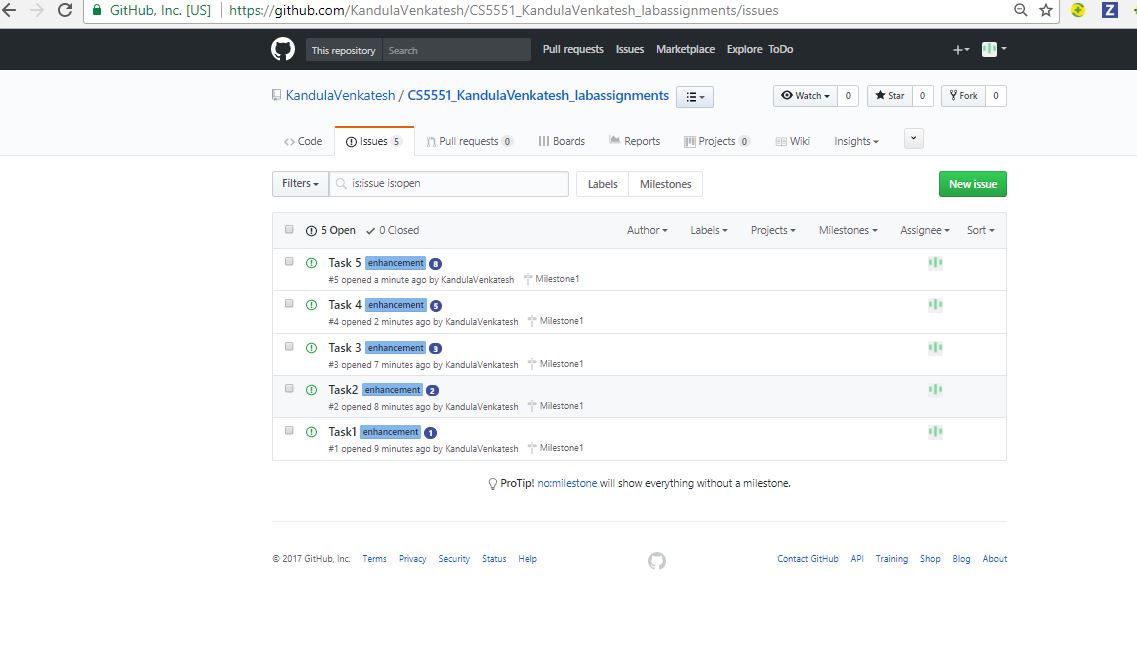 GitHub, Inc. [US] https://github.com/KandulaVenkatesh/CS5551_KandulaVenkatesh_labassignments/issues Z
This repository Search Pull requests Issues Marketplace Explore ToDo
KandulaVenkatesh / CS5551_KandulaVenkatesh_labassignments Watch 0 Star 0 Fork 0
Code Issues 5 Pull requests 0 Boards Reports Projects 0 Wiki Insights
Filters is:issue is:open Labels Milestones New issue
5 Open 0 Closed Author Labels Projects Milestones Assignee Sort
Task 5 enhancement 8
#5 opened a minute ago by KandulaVenkatesh Milestone1
Task 4 enhancement 5
#4 opened 2 minutes ago by KandulaVenkatesh Milestone1
Task 3 enhancement 3
#3 opened 7 minutes ago by KandulaVenkatesh Milestone1
Task2 enhancement 2
#2 opened 8 minutes ago by KandulaVenkatesh Milestone1
Task1 enhancement 1
#1 opened 9 minutes ago by KandulaVenkatesh Milestone1
ProTip! no:milestone will show everything without a milestone.
© 2017 GitHub, Inc. Terms Privacy Security Status Help Contact GitHub API Training Shop Blog About